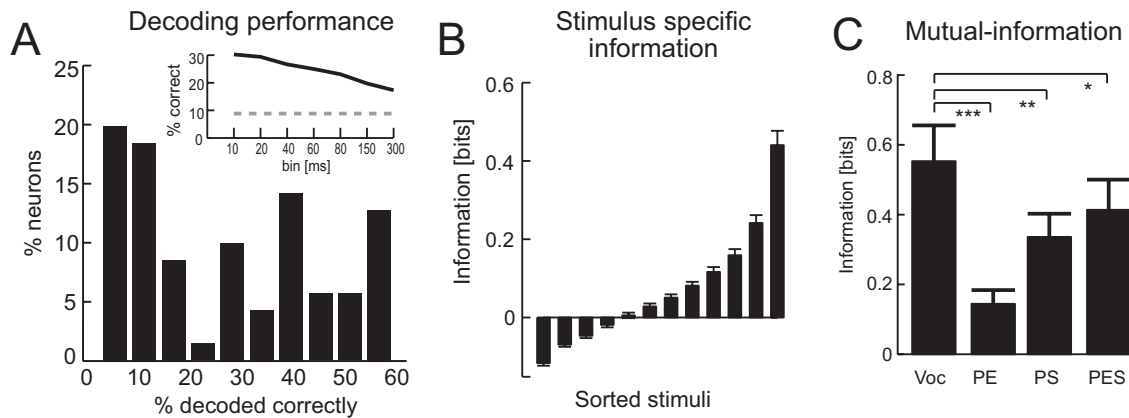 A
Decoding performance
25
20
15
10
5
0
% neurons
0
10
20
30
40
50
60
% decoded correctly
30
20
10
0
% correct
10
20
40
60
80
150
300
bin [ms]
B
Stimulus specific
information
0.4
0.2
0
Information [bits]
Sorted stimuli
C
Mutual-information
0.8
0.6
0.4
0.2
0
Information [bits]
***
**
*
Voc
PE
PS
PES